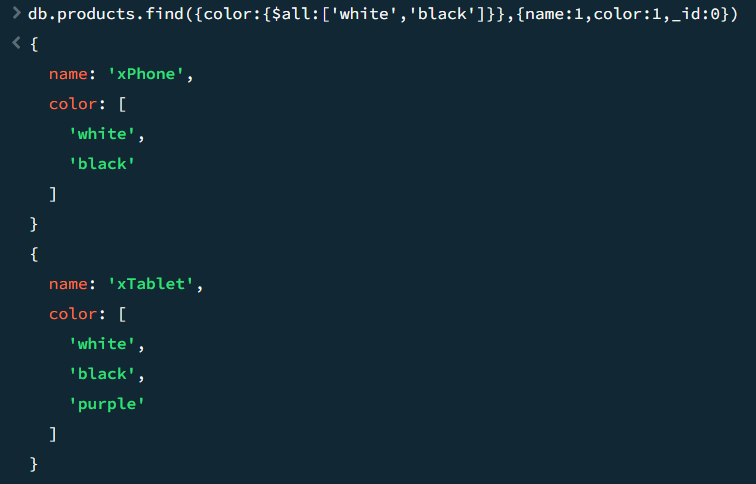 > db.products.find({color:{$all:['white','black']}},{name:1,color:1,_id:0})
< {
  name: 'xPhone',
  color: [
    'white',
    'black'
  ]
}
{
  name: 'xTablet',
  color: [
    'white',
    'black',
    'purple'
  ]
}